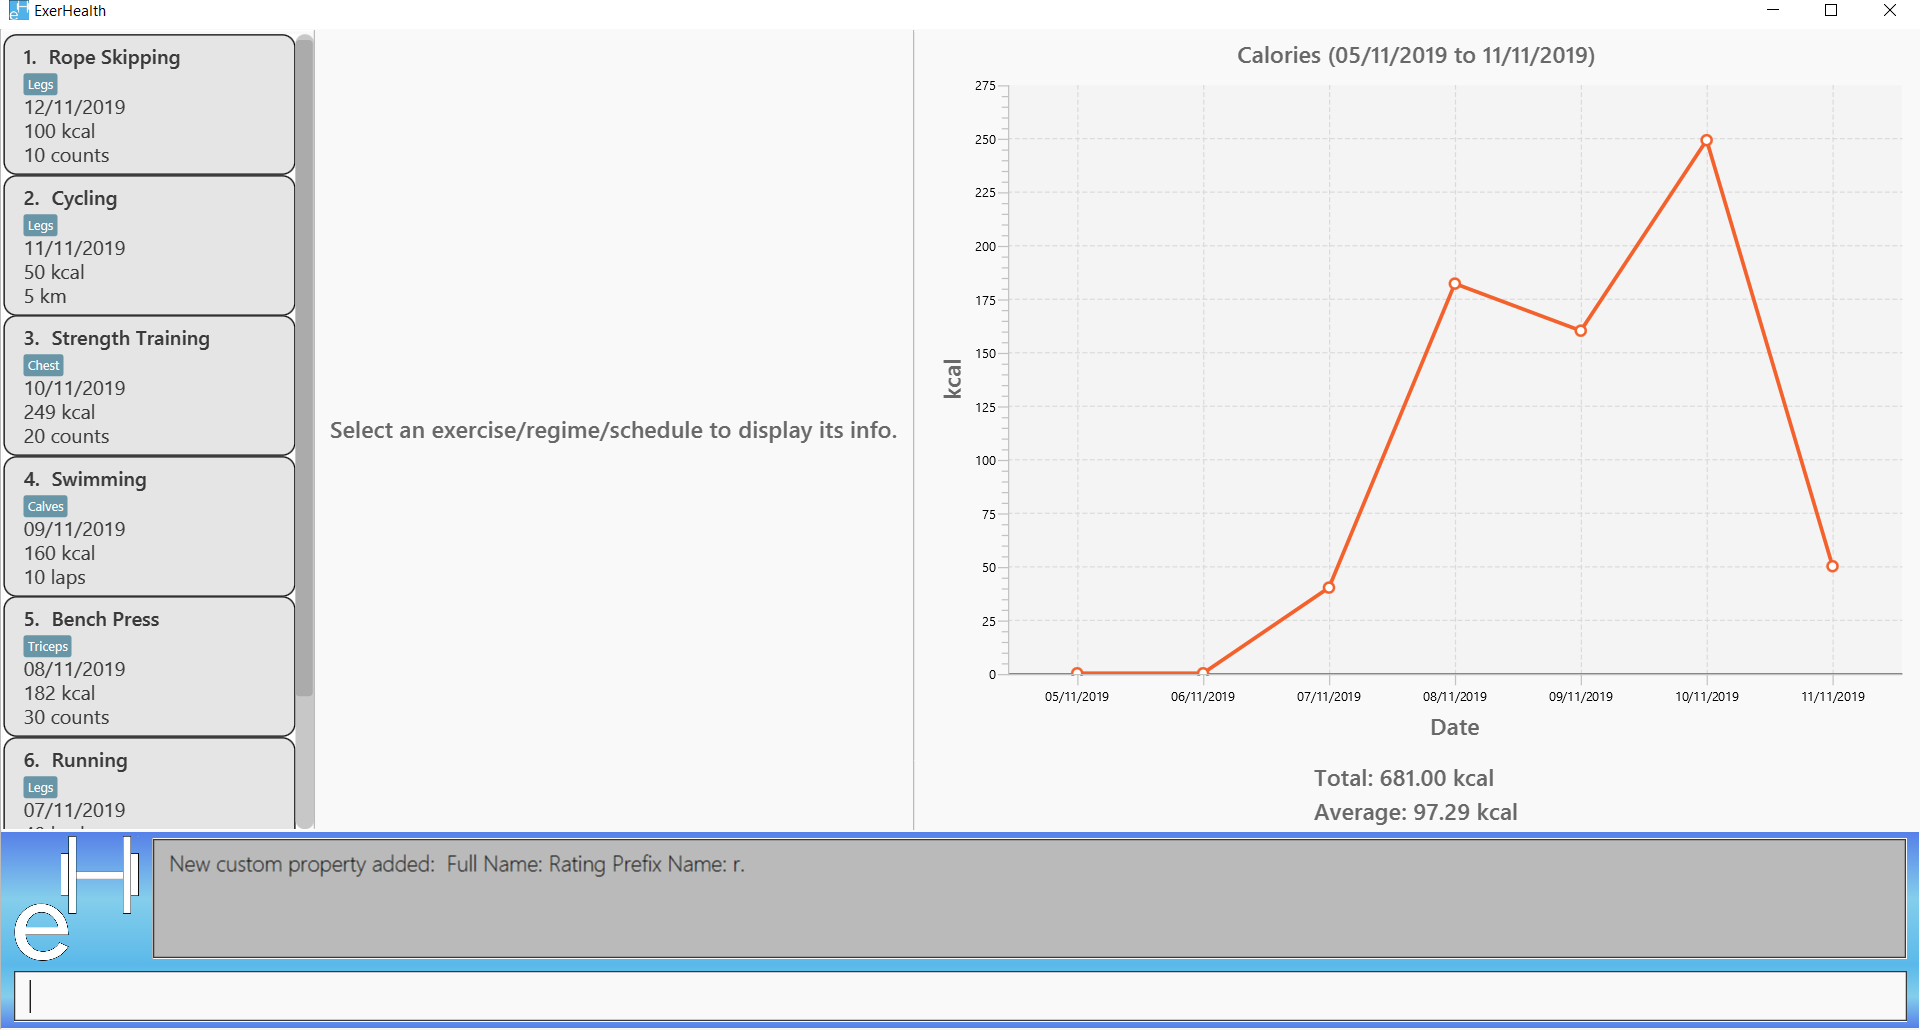 ExerHealth
1. Rope Skipping
Legs
12/11/2019
100 kcal
10 counts
2. Cycling
Legs
11/11/2019
50 kcal
5 km
3. Strength Training
Chest
10/11/2019
249 kcal
20 counts
4. Swimming
Calves
09/11/2019
160 kcal
10 laps
5. Bench Press
Triceps
08/11/2019
182 kcal
30 counts
6. Running
Legs
07/11/2019
Select an exercise/regime/schedule to display its info.
Calories (05/11/2019 to 11/11/2019)
275
250
225
200
175
150
125
100
75
50
25
0
kcal
05/11/2019 06/11/2019 07/11/2019 08/11/2019 09/11/2019 10/11/2019 11/11/2019
Date
Total: 681.00 kcal
Average: 97.29 kcal
eH
New custom property added: Full Name: Rating Prefix Name: r.